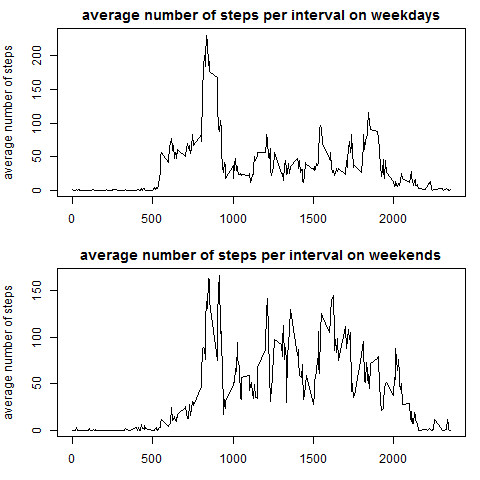 average number of steps per interval on weekdays
average number of steps
200
150
100
50
0
0 500 1000 1500 2000
average number of steps per interval on weekends
average number of steps
150
100
50
0
0 500 1000 1500 2000